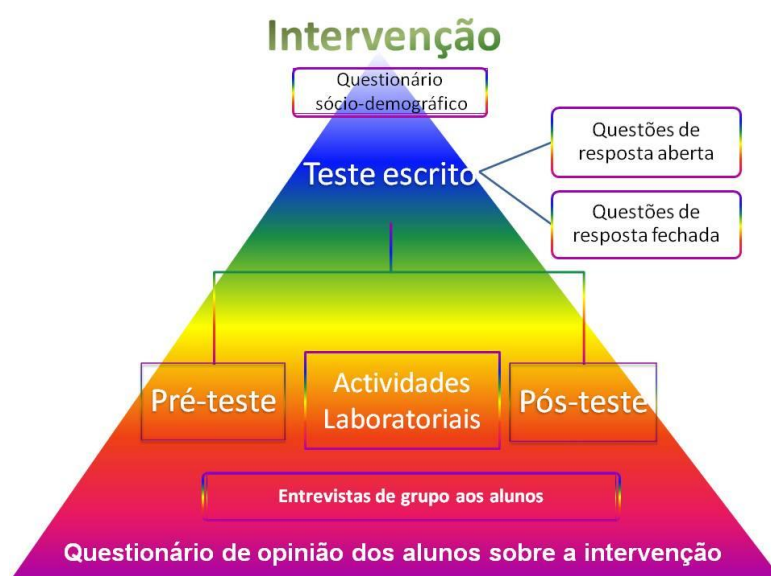 Intervenção
Questionário
sócio-demográfico
Teste escrito
Questões de
resposta aberta
Questões de
resposta fechada
Pré-teste
Actividades
Laboratoriais
Pós-teste
Entrevistas de grupo aos alunos
Questionário de opinião dos alunos sobre a intervenção